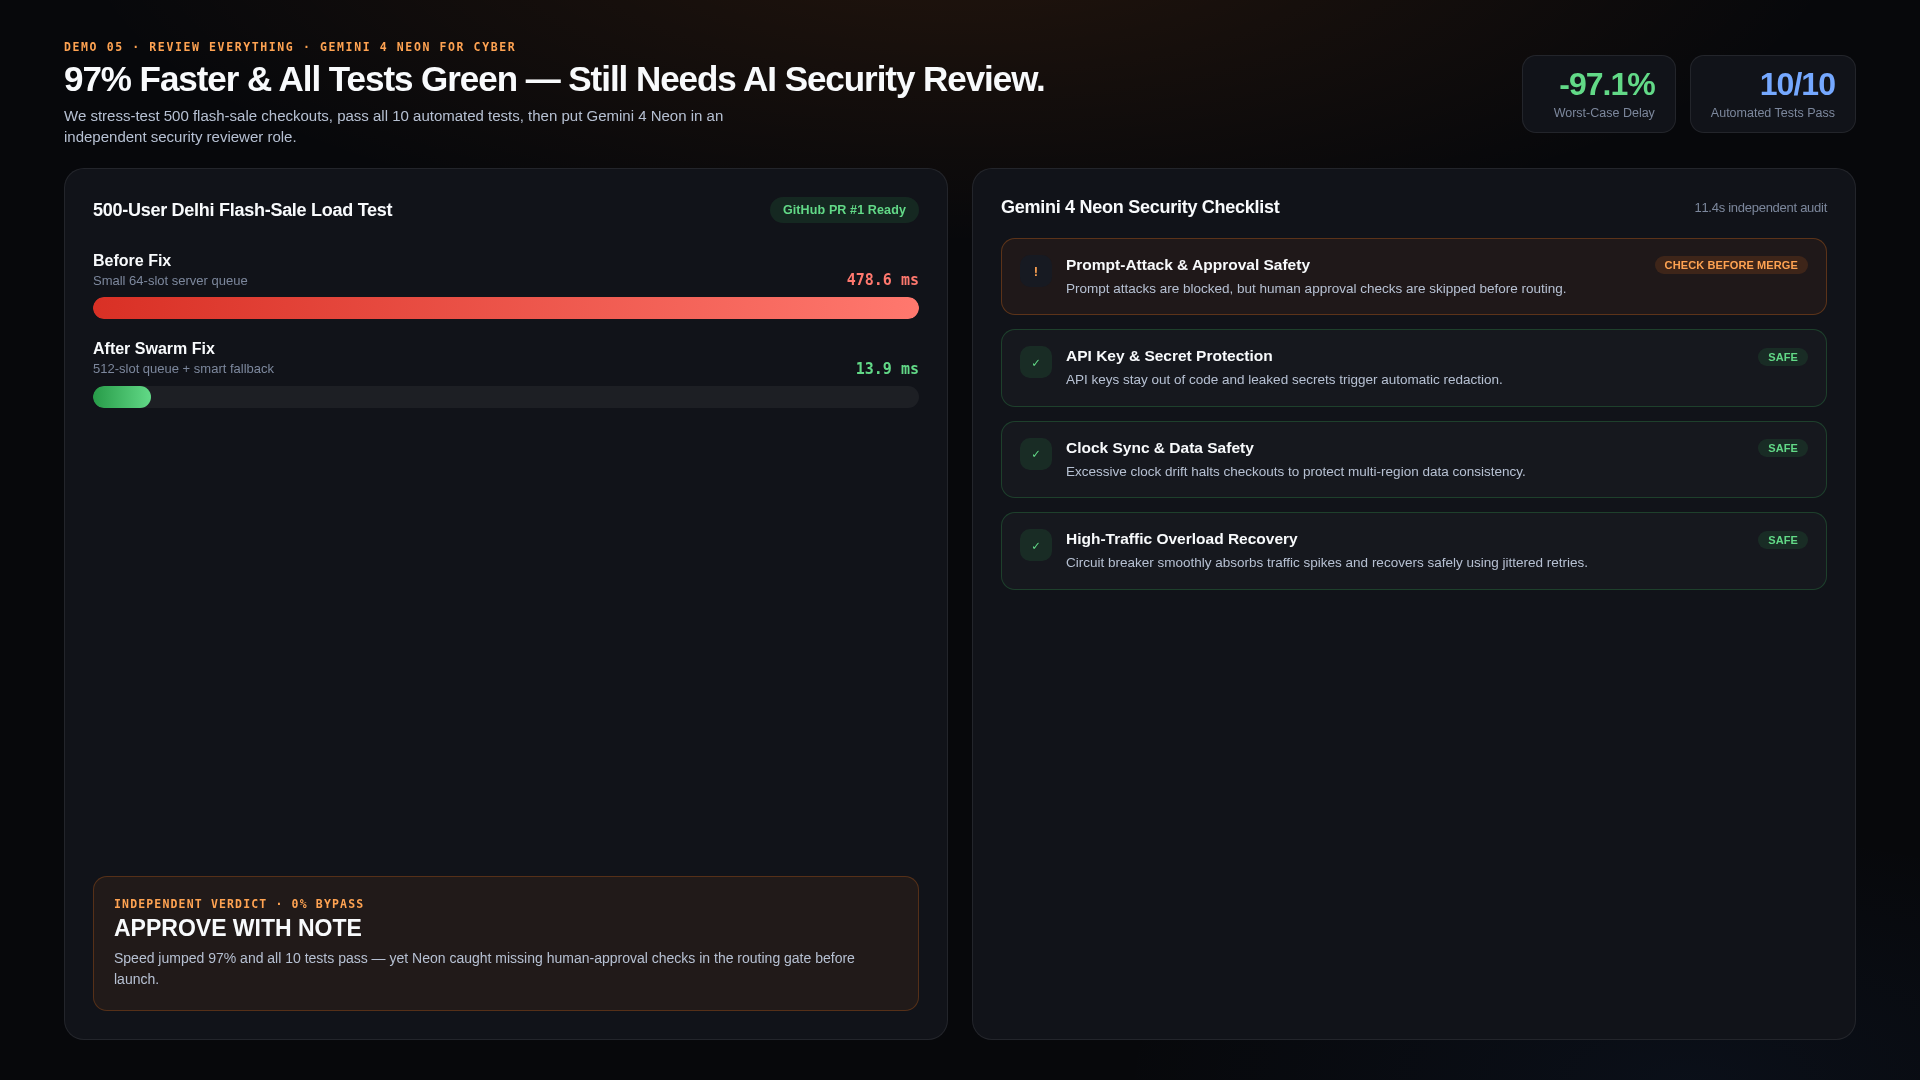 DEMO 05 · REVIEW EVERYTHING · GEMINI 4 NEON FOR CYBER
97% Faster & All Tests Green — Still Needs AI Security Review.
We stress-test 500 flash-sale checkouts, pass all 10 automated tests, then put Gemini 4 Neon in an
independent security reviewer role.
-97.1%
Worst-Case Delay
10/10
Automated Tests Pass
500-User Delhi Flash-Sale Load Test
GitHub PR #1 Ready
Before Fix
Small 64-slot server queue
478.6 ms
After Swarm Fix
512-slot queue + smart fallback
13.9 ms
INDEPENDENT VERDICT · 0% BYPASS
APPROVE WITH NOTE
Speed jumped 97% and all 10 tests pass — yet Neon caught missing human-approval checks in the routing gate before
launch.
Gemini 4 Neon Security Checklist
11.4s independent audit
!
Prompt-Attack & Approval Safety
CHECK BEFORE MERGE
Prompt attacks are blocked, but human approval checks are skipped before routing.
✓
API Key & Secret Protection
SAFE
API keys stay out of code and leaked secrets trigger automatic redaction.
✓
Clock Sync & Data Safety
SAFE
Excessive clock drift halts checkouts to protect multi-region data consistency.
✓
High-Traffic Overload Recovery
SAFE
Circuit breaker smoothly absorbs traffic spikes and recovers safely using jittered retries.